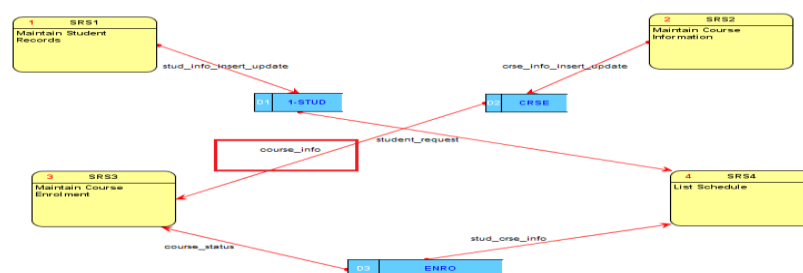 1 SRS1
Maintain Student
Records
2 SRS2
Maintain Course
Information
stud_info_insert_update
crse_info_insert_update
D1 1-STUD
D2 CRSE
student_request
course_info
3 SRS3
Maintain Course
Enrolment
4 SRS4
List Schedule
stud_crse_info
course_status
D3 ENRO